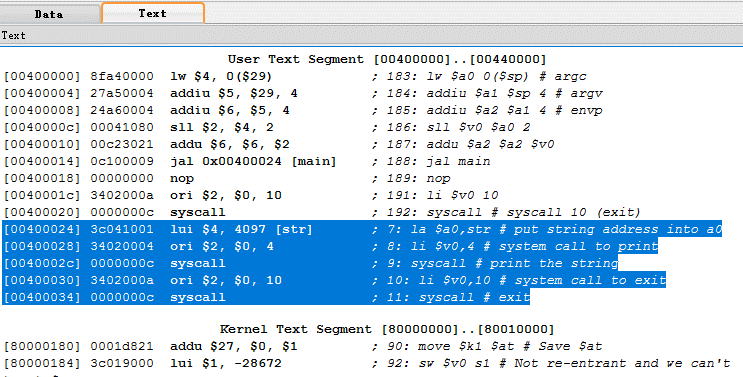 Data Text
Text
User Text Segment [00400000]..[00440000]
[00400000] 8fa40000 lw $4, 0($29) ; 183: lw $a0 0($sp) # argc
[00400004] 27a50004 addiu $5, $29, 4 ; 184: addiu $a1 $sp 4 # argv
[00400008] 24a60004 addiu $6, $5, 4 ; 185: addiu $a2 $a1 4 # envp
[0040000c] 00041080 sll $2, $4, 2 ; 186: sll $v0 $a0 2
[00400010] 00c23021 addu $6, $6, $2 ; 187: addu $a2 $a2 $v0
[00400014] 0c100009 jal 0x00400024 [main] ; 188: jal main
[00400018] 00000000 nop ; 189: nop
[0040001c] 3402000a ori $2, $0, 10 ; 191: li $v0 10
[00400020] 0000000c syscall ; 192: syscall # syscall 10 (exit)
[00400024] 3c041001 lui $4, 4097 [str] ; 7: la $a0,str # put string address into a0
[00400028] 34020004 ori $2, $0, 4 ; 8: li $v0,4 # system call to print
[0040002c] 0000000c syscall ; 9: syscall # print the string
[00400030] 3402000a ori $2, $0, 10 ; 10: li $v0,10 # system call to exit
[00400034] 0000000c syscall ; 11: syscall # exit
Kernel Text Segment [80000000]..[80010000]
[80000180] 0001d821 addu $27, $0, $1 ; 90: move $k1 $at # Save $at
[80000184] 3c019000 lui $1, -28672 ; 92: sw $v0 s1 # Not re-entrant and we can't